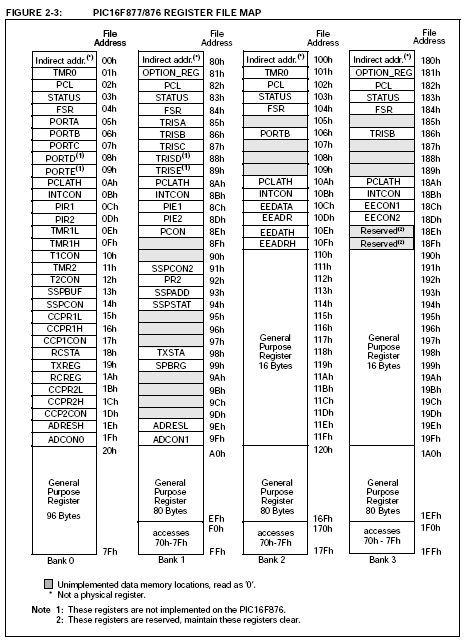 FIGURE 2-3: PIC16F877/876 REGISTER FILE MAP
File Address File Address File Address File Address
Indirect addr.(*) 00h Indirect addr.(*) 80h Indirect addr.(*) 100h Indirect addr.(*) 180h
TMR0 01h OPTION_REG 81h TMR0 101h OPTION_REG 181h
PCL 02h PCL 82h PCL 102h PCL 182h
STATUS 03h STATUS 83h STATUS 103h STATUS 183h
FSR 04h FSR 84h FSR 104h FSR 184h
PORTA 05h TRISA 85h 105h 185h
PORTB 06h TRISB 86h PORTB 106h TRISB 186h
PORTC 07h TRISC 87h 107h 187h
PORTD(1) 08h TRISD(1) 88h 108h 188h
PORTE(1) 09h TRISE(1) 89h 109h 189h
PCLATH 0Ah PCLATH 8Ah PCLATH 10Ah PCLATH 18Ah
INTCON 0Bh INTCON 8Bh INTCON 10Bh INTCON 18Bh
PIR1 0Ch PIE1 8Ch EEDATA 10Ch EECON1 18Ch
PIR2 0Dh PIE2 8Dh EEADR 10Dh EECON2 18Dh
TMR1L 0Eh PCON 8Eh EEDATH 10Eh Reserved(2) 18Eh
TMR1H 0Fh 8Fh EEADRH 10Fh Reserved(2) 18Fh
T1CON 10h 90h 110h 190h
TMR2 11h SSPCON2 91h 111h 191h
T2CON 12h PR2 92h 112h 192h
SSPBUF 13h SSPADD 93h 113h 193h
SSPCON 14h SSPSTAT 94h 114h 194h
CCPR1L 15h 95h 115h 195h
CCPR1H 16h 96h 116h 196h
CCP1CON 17h 97h General Purpose Register 16 Bytes 117h General Purpose Register 16 Bytes 197h
RCSTA 18h TXSTA 98h 118h 198h
TXREG 19h SPBRG 99h 119h 199h
RCREG 1Ah 9Ah 11Ah 19Ah
CCPR2L 1Bh 9Bh 11Bh 19Bh
CCPR2H 1Ch 9Ch 11Ch 19Ch
CCP2CON 1Dh 9Dh 11Dh 19Dh
ADRESH 1Eh ADRESL 9Eh 11Eh 19Eh
ADCON0 1Fh ADCON1 9Fh 11Fh 19Fh
20h A0h 120h 1A0h
General General General General
Purpose Purpose Purpose Purpose
Register Register Register Register
96 Bytes 80 Bytes 80 Bytes 80 Bytes
EFh 16Fh 1EFh
accesses F0h accesses 170h accesses 1F0h
70h-7Fh 70h-7Fh 70h - 7Fh
7Fh FFh 17Fh 1FFh
Bank 0 Bank 1 Bank 2 Bank 3
Unimplemented data memory locations, read as '0'.
* Not a physical register.
Note 1: These registers are not implemented on the PIC16F876.
2: These registers are reserved, maintain these registers clear.